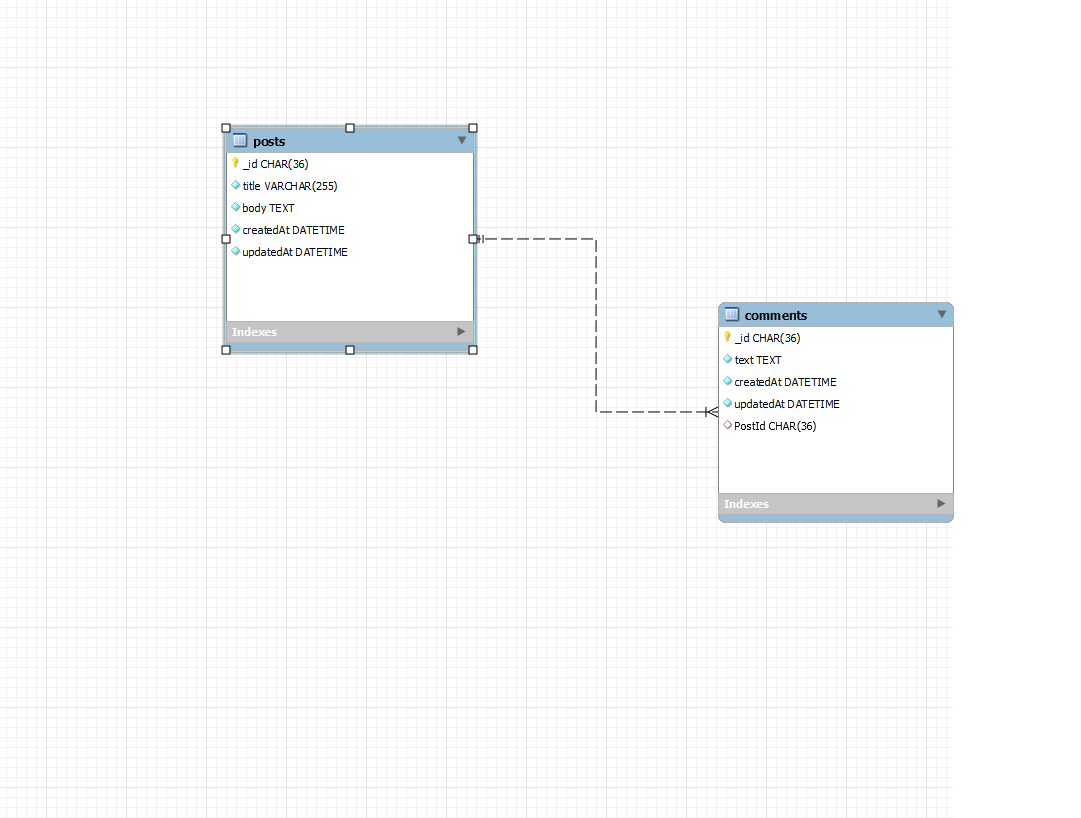 posts
_id CHAR(36)
title VARCHAR(255)
body TEXT
createdAt DATETIME
updatedAt DATETIME
Indexes
comments
_id CHAR(36)
text TEXT
createdAt DATETIME
updatedAt DATETIME
PostId CHAR(36)
Indexes